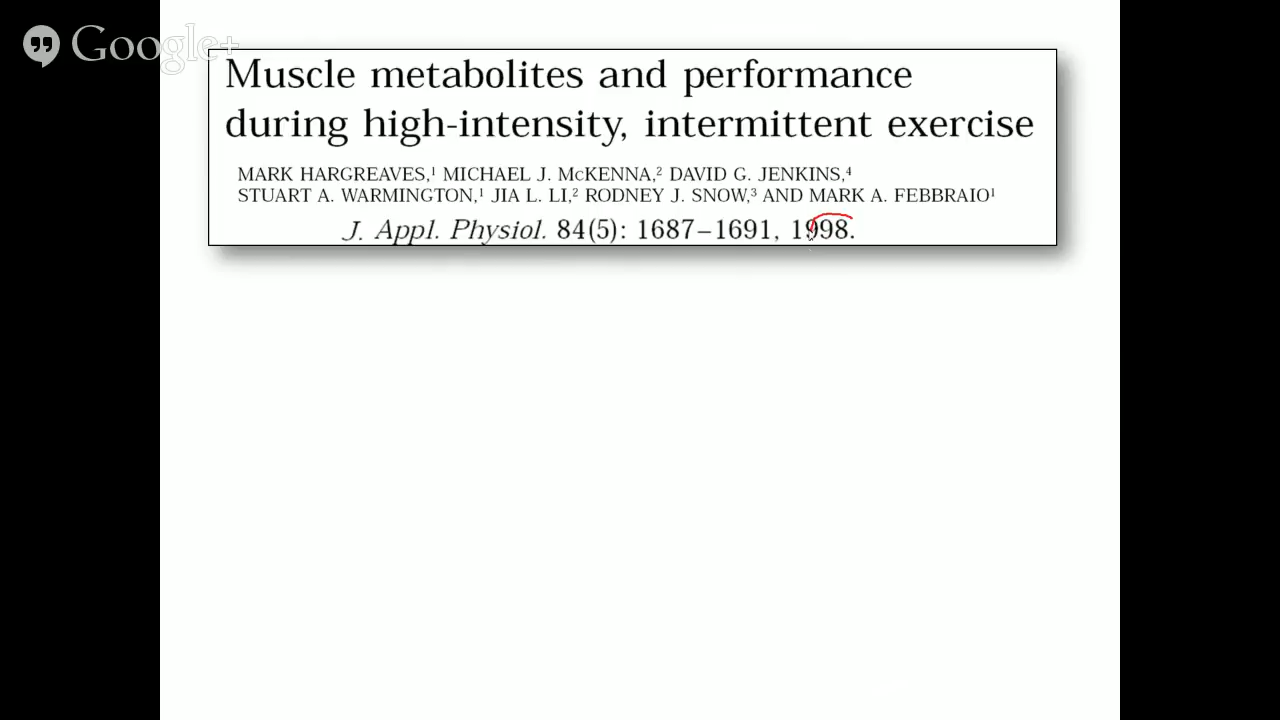 Google+
Muscle metabolites and performance
during high-intensity, intermittent exercise
MARK HARGREAVES,¹ MICHAEL J. McKENNA,² DAVID G. JENKINS,⁴
STUART A. WARMINGTON,¹ JIA L. LI,² RODNEY J. SNOW,³ AND MARK A. FEBBRAIO¹
J. Appl. Physiol. 84(5): 1687–1691, 1998.